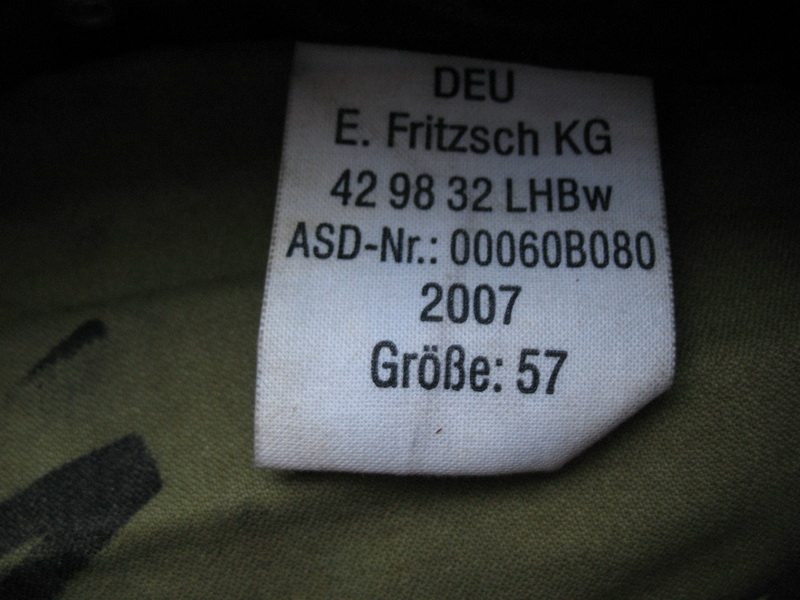 DEU
E. Fritzsch KG
42 98 32 LHBw
ASD-Nr.: 00060B080
2007
Größe: 57